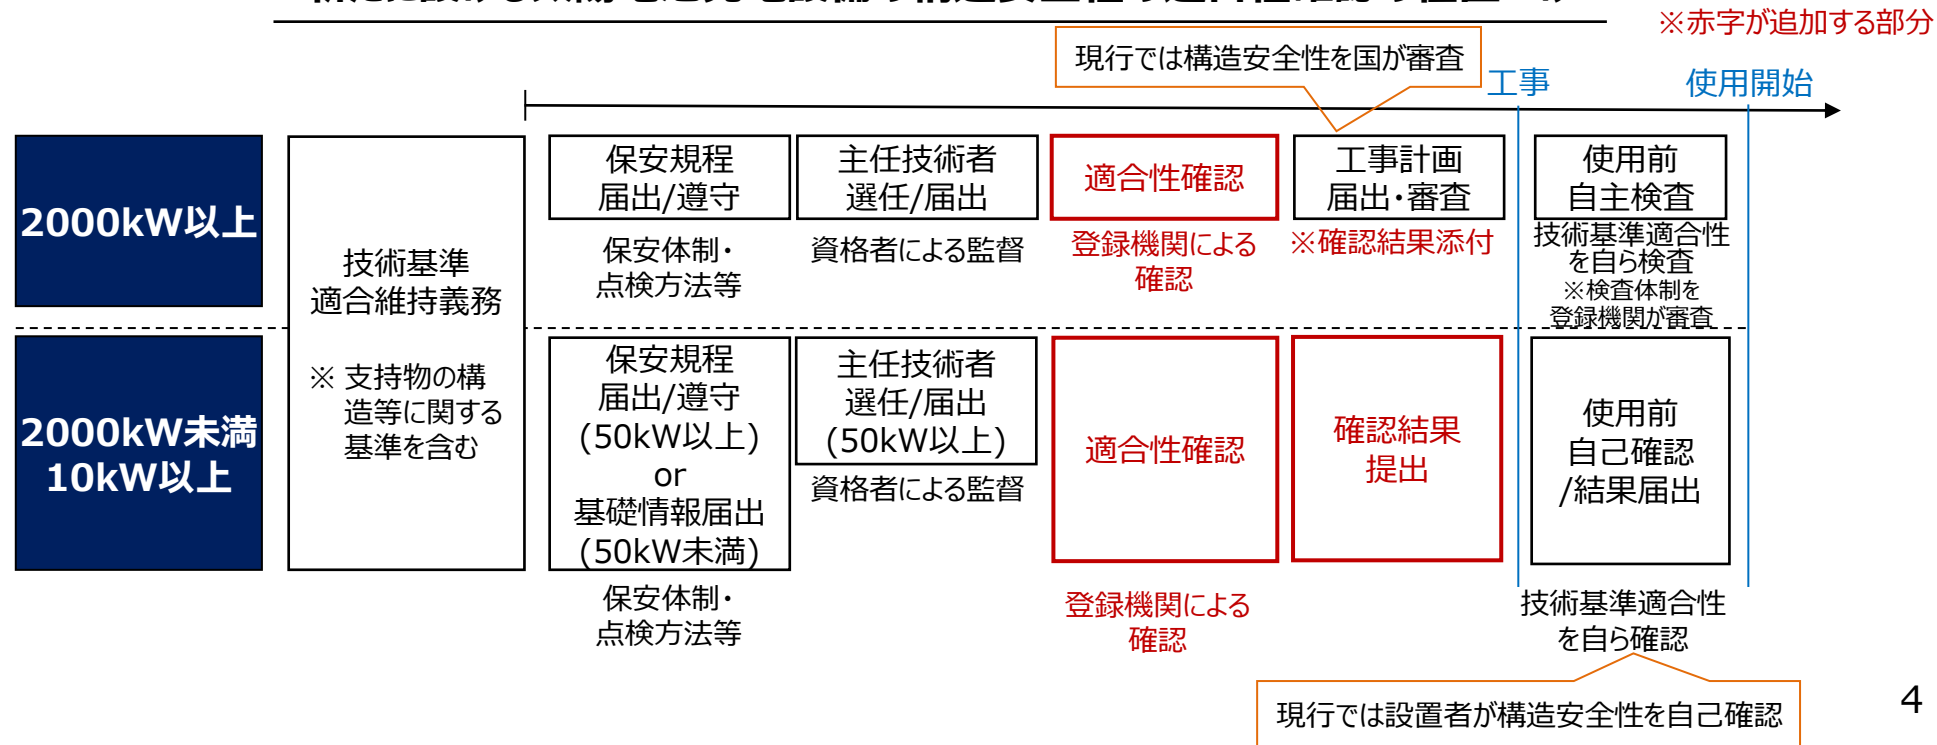 ※赤字が追加する部分
現行では構造安全性を国が審査
工事
使用開始
2000kW以上
技術基準
適合維持義務
※ 支持物の構
造等に関する
基準を含む
保安規程
届出/遵守
保安体制・
点検方法等
主任技術者
選任/届出
資格者による監督
適合性確認
登録機関による
確認
工事計画
届出・審査
※確認結果添付
使用前
自主検査
技術基準適合性
を自ら検査
※検査体制を
登録機関が審査
2000kW未満
10kW以上
保安規程
届出/遵守
(50kW以上)
or
基礎情報届出
(50kW未満)
保安体制・
点検方法等
主任技術者
選任/届出
(50kW以上)
資格者による監督
適合性確認
登録機関による
確認
確認結果
提出
使用前
自己確認
/結果届出
技術基準適合性
を自ら確認
現行では設置者が構造安全性を自己確認
4